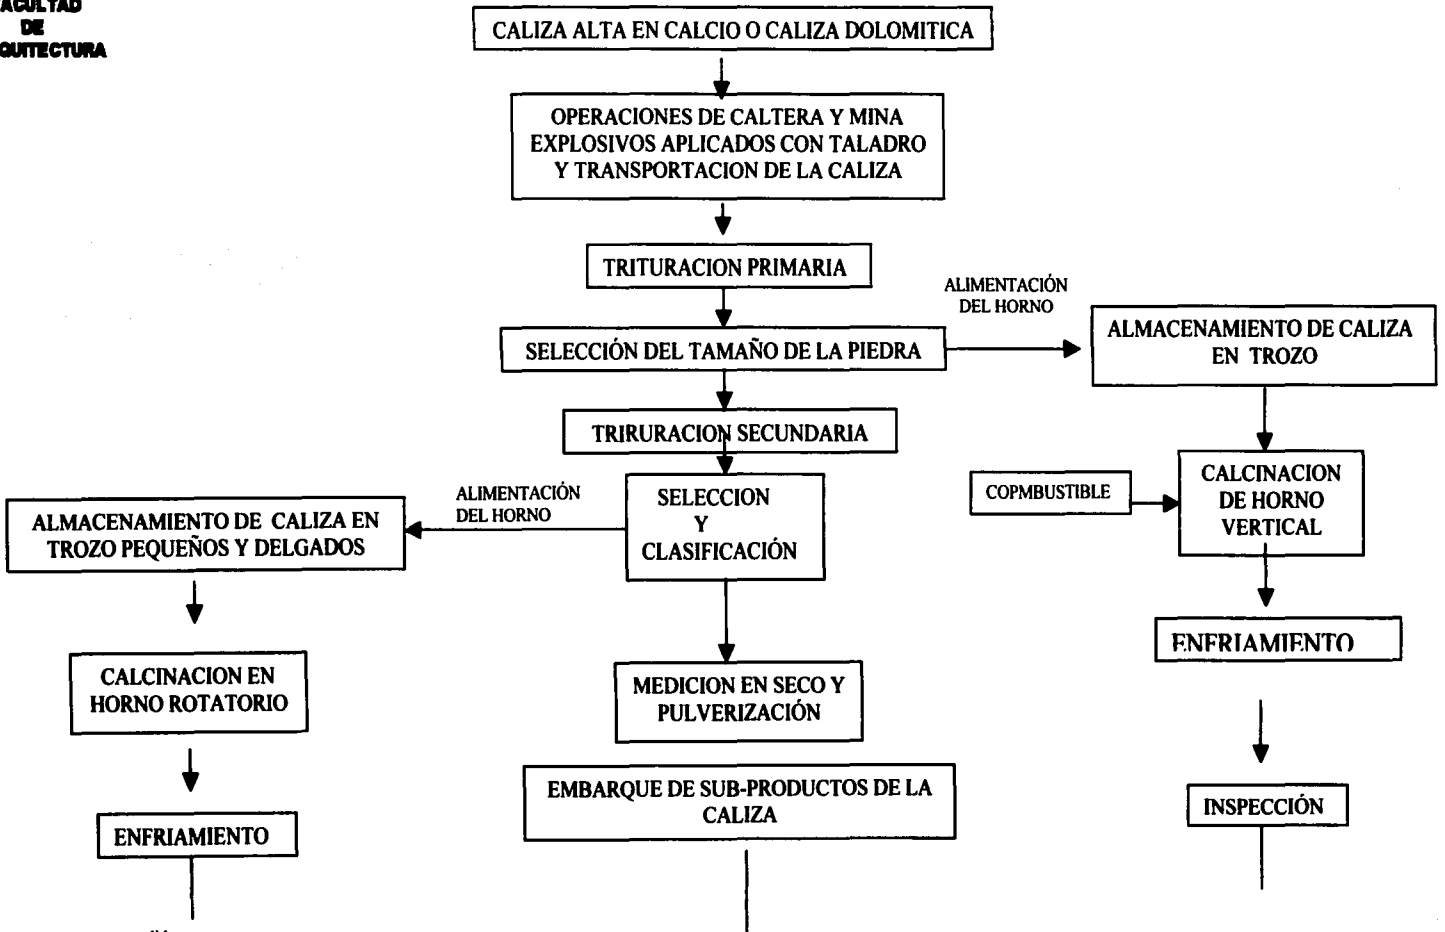 DE
CALIZA ALTA EN CALCIO O CALIZA DOLOMITICA
OPERACIONES DE CALTERA Y MINA
EXPLOSIVOS APLICADOS CON TALADRO
Y TRANSPORTACION DE LA CALIZA
TRITURACION PRIMARIA
SELECCIÓN DEL TAMAÑO DE LA PIEDRA
ALIMENTACIÓN
DEL HORNO
ALMACENAMIENTO DE CALIZA
EN TROZO
TRIRURACION SECUNDARIA
COPMBUSTIBLE
CALCINACION
DE HORNO
VERTICAL
SELECCION
Y
CLASIFICACIÓN
ALIMENTACIÓN
DEL HORNO
ALMACENAMIENTO DE CALIZA EN
TROZO PEQUEÑOS Y DELGADOS
ENFRIAMIENTO
CALCINACION EN
HORNO ROTATORIO
MEDICION EN SECO Y
PULVERIZACIÓN
EMBARQUE DE SUB-PRODUCTOS DE LA
CALIZA
INSPECCIÓN
ENFRIAMIENTO